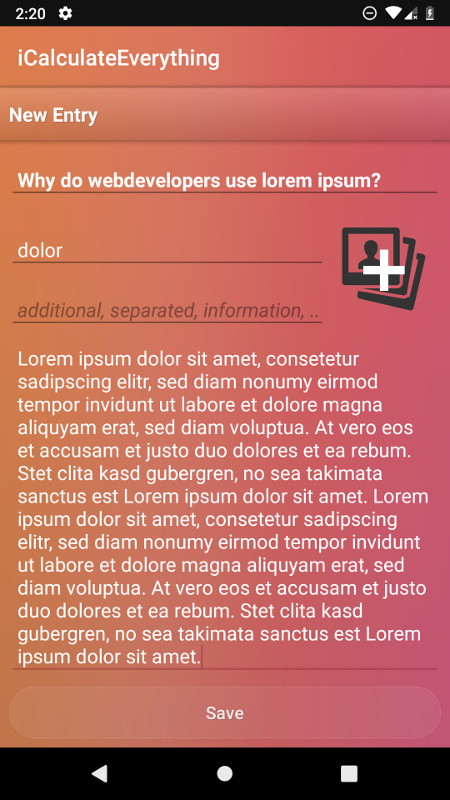 2:20
iCalculateEverything
New Entry
Why do webdevelopers use lorem ipsum?
dolor
additional, separated, information, ..
Lorem ipsum dolor sit amet, consetetur
sadipscing elitr, sed diam nonumy eirmod
tempor invidunt ut labore et dolore magna
aliquyam erat, sed diam voluptua. At vero eos
et accusam et justo duo dolores et ea rebum.
Stet clita kasd gubergren, no sea takimata
sanctus est Lorem ipsum dolor sit amet. Lorem
ipsum dolor sit amet, consetetur sadipscing
elitr, sed diam nonumy eirmod tempor invidunt
ut labore et dolore magna aliquyam erat, sed
diam voluptua. At vero eos et accusam et justo
duo dolores et ea rebum. Stet clita kasd
gubergren, no sea takimata sanctus est Lorem
ipsum dolor sit amet.
Save